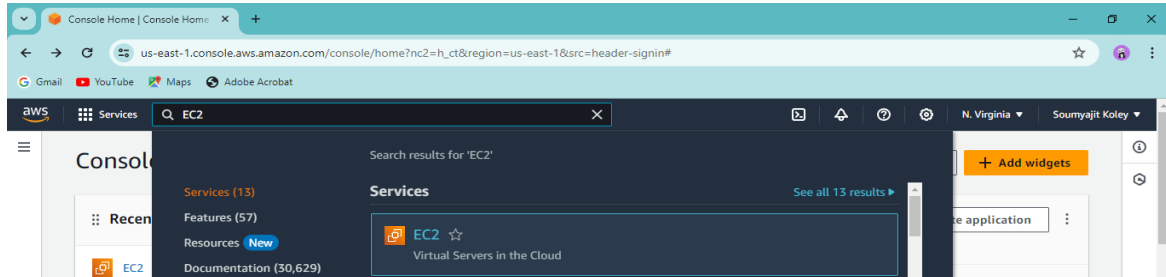 Console Home | Console Home
us-east-1.console.aws.amazon.com/console/home?nc2=h_ct&region=us-east-1&src=header-signin#
Gmail YouTube Maps Adobe Acrobat
aws Services EC2 N. Virginia Soumyajit Koley
Consol
Search results for 'EC2'
+ Add widgets
Services (13)
Services
See all 13 results
Recen
Features (57)
te application
EC2
Resources New
Virtual Servers in the Cloud
EC2
Documentation (30,629)